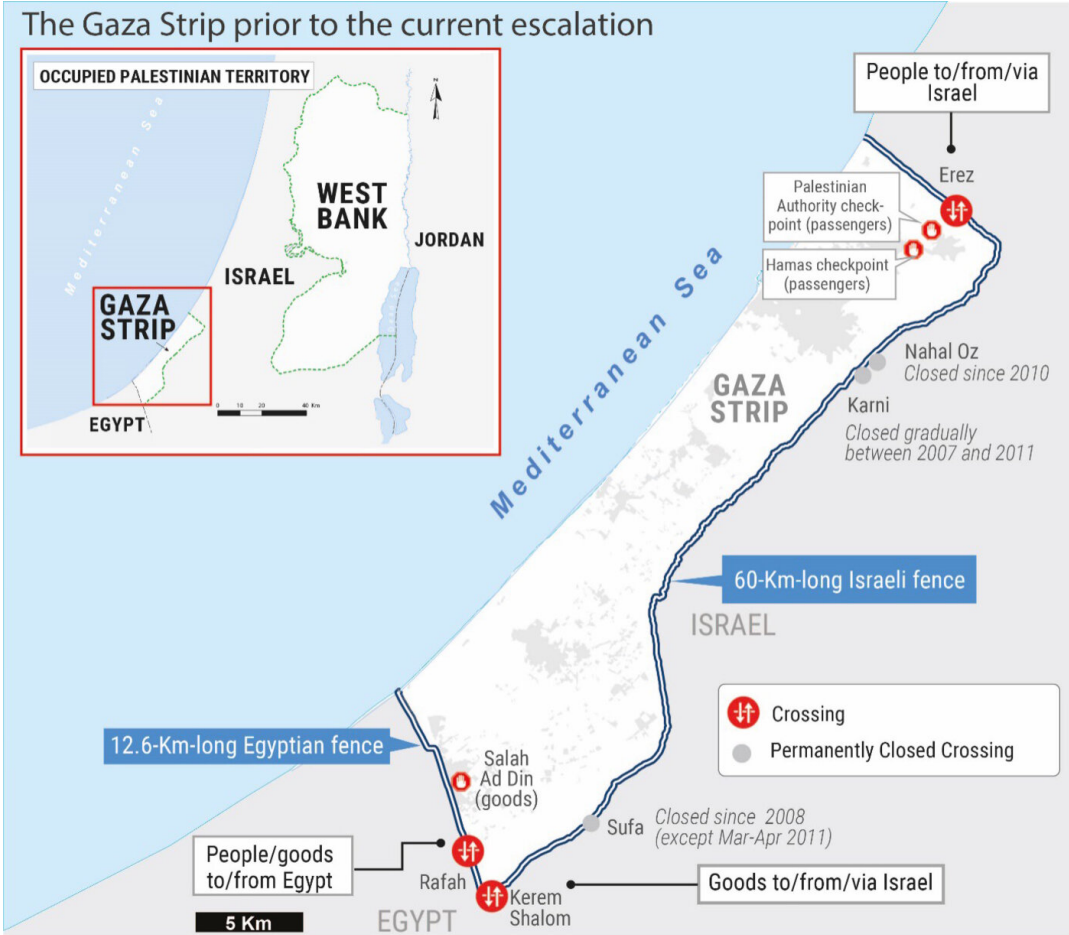 The Gaza Strip prior to the current escalation
OCCUPIED PALESTINIAN TERRITORY
Mediterranean Sea
N
WEST
BANK
JORDAN
ISRAEL
GAZA
STRIP
EGYPT
0 10 20 40 Km
People to/from/via
Israel
Erez
Palestinian
Authority check-
point (passengers)
Hamas checkpoint
(passengers)
Mediterranean Sea
GAZA
STRIP
Nahal Oz
Closed since 2010
Karni
Closed gradually
between 2007 and 2011
60-Km-long Israeli fence
ISRAEL
Crossing
Permanently Closed Crossing
12.6-Km-long Egyptian fence
Salah
Ad Din
(goods)
Sufa
Closed since 2008
(except Mar-Apr 2011)
People/goods
to/from Egypt
Rafah
Kerem
Shalom
Goods to/from/via Israel
EGYPT
5 Km